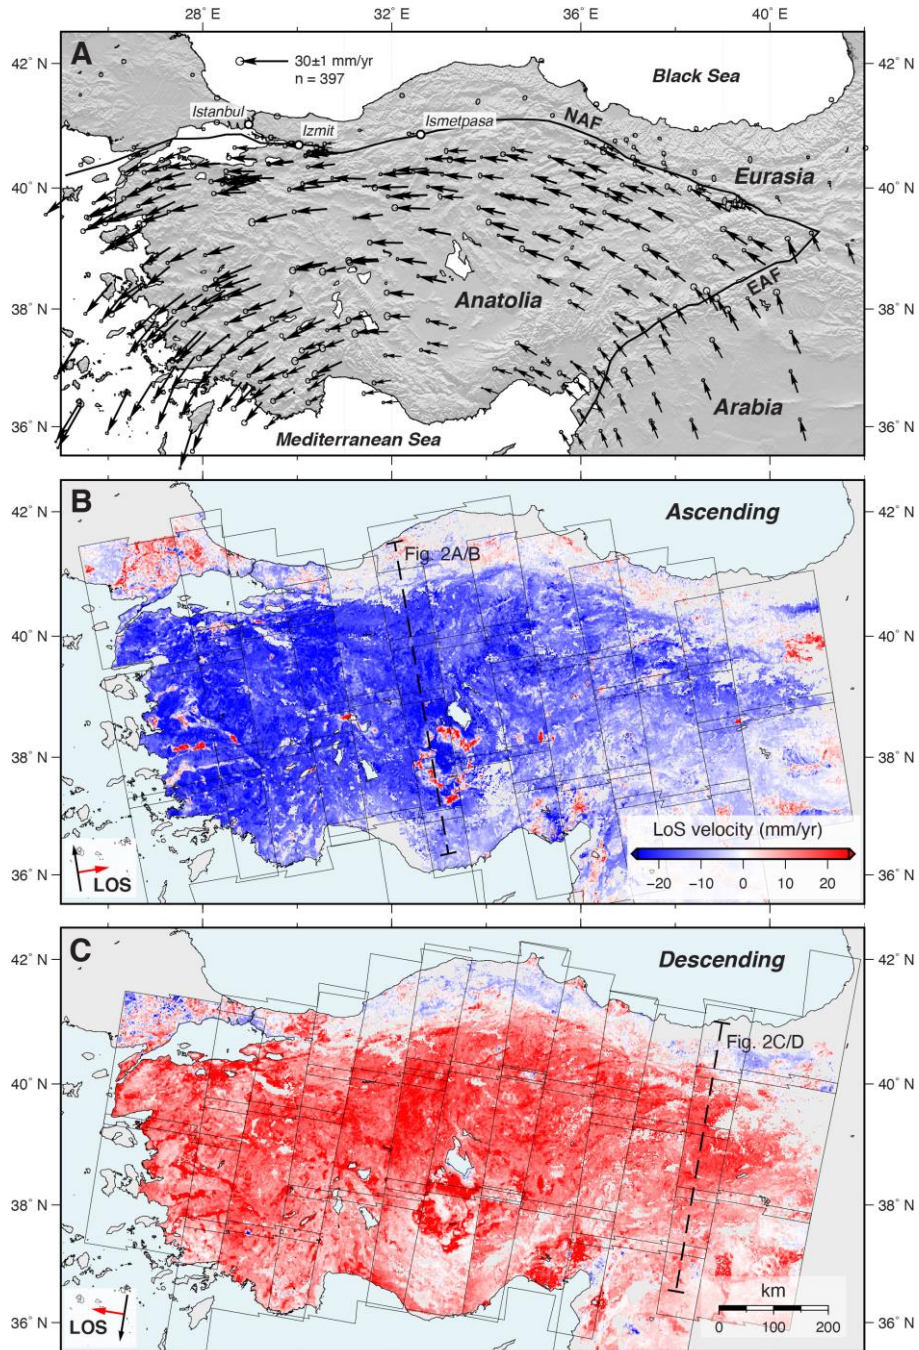 28° E 32° E 36° E 40° E
A
42° N
30±1 mm/yr
n = 397
Black Sea
Istanbul
Izmit
Ismetpasa
NAF
40° N
Eurasia
Anatolia
EAF
38° N
Arabia
36° N
Mediterranean Sea
28° E 32° E 36° E 40° E
B
42° N 42° N
Ascending
Fig. 2A/B
40° N 40° N
38° N 38° N
LoS velocity (mm/yr)
−20 −10 0 10 20
LOS
36° N 36° N
C
42° N 42° N
Descending
Fig. 2C/D
40° N 40° N
38° N 38° N
km
0 100 200
LOS
36° N 36° N